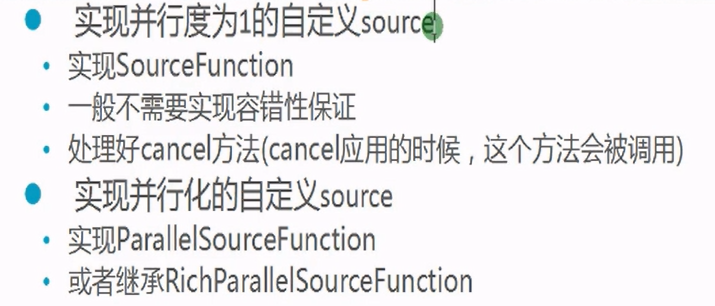 实现并行度为1的自定义source
实现SourceFunction
一般不需要实现容错性保证
处理好cancel方法(cancel应用的时候，这个方法会被调用)
实现并行化的自定义source
实现ParallelSourceFunction
或者继承RichParallelSourceFunction